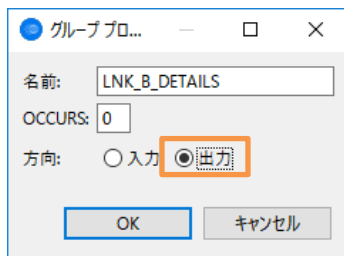 グループ プロ...
名前: LNK_B_DETAILS
OCCURS: 0
方向: 入力 出力
OK キャンセル